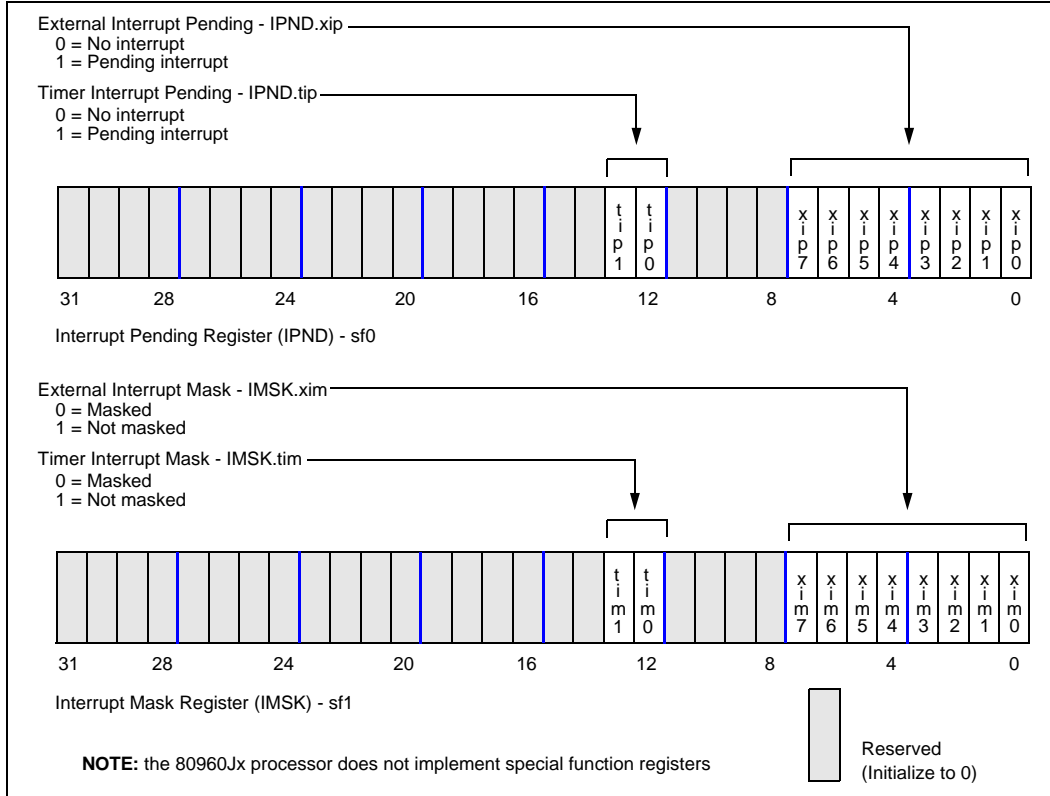 External Interrupt Pending - IPND.xip
0 = No interrupt
1 = Pending interrupt
Timer Interrupt Pending - IPND.tip
0 = No interrupt
1 = Pending interrupt
tip1 tip0 xip7 xip6 xip5 xip4 xip3 xip2 xip1 xip0
31 28 24 20 16 12 8 4 0
Interrupt Pending Register (IPND) - sf0
External Interrupt Mask - IMSK.xim
0 = Masked
1 = Not masked
Timer Interrupt Mask - IMSK.tim
0 = Masked
1 = Not masked
tim1 tim0 xim7 xim6 xim5 xim4 xim3 xim2 xim1 xim0
31 28 24 20 16 12 8 4 0
Interrupt Mask Register (IMSK) - sf1
NOTE: the 80960Jx processor does not implement special function registers
Reserved
(Initialize to 0)